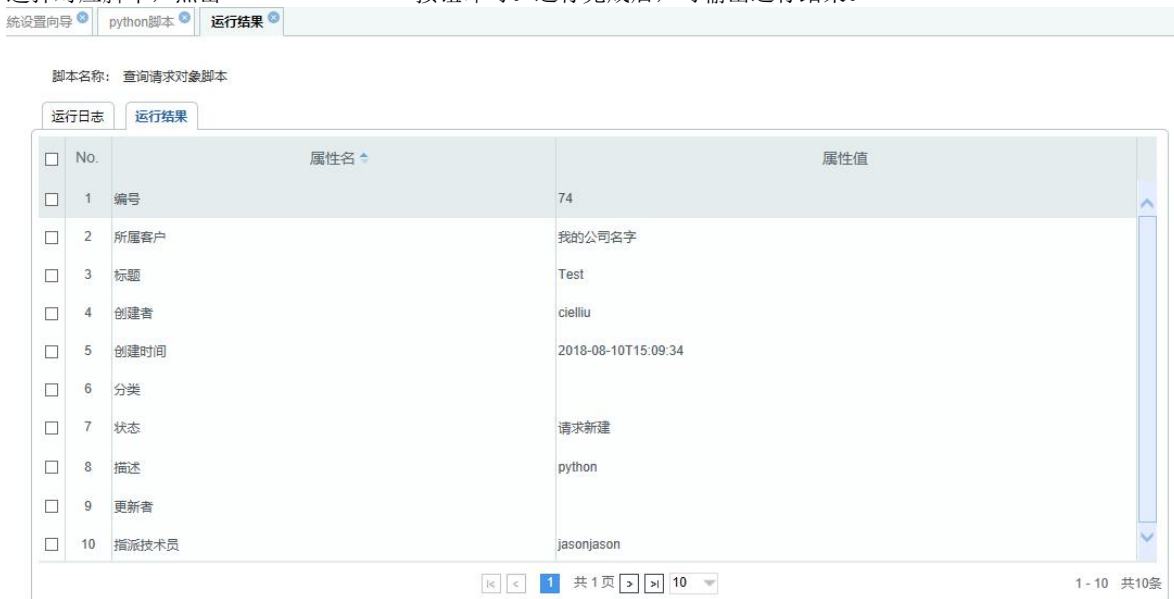 统设置向导 python脚本 运行结果
脚本名称: 查询请求对象脚本
运行日志 运行结果
No. 属性名 属性值
1 编号 74
2 所属客户 我的公司名字
3 标题 Test
4 创建者 cielliu
5 创建时间 2018-08-10T15:09:34
6 分类
7 状态 请求新建
8 描述 python
9 更新者
10 指派技术员 jasonjason
1 共1页 10 1 - 10 共10条